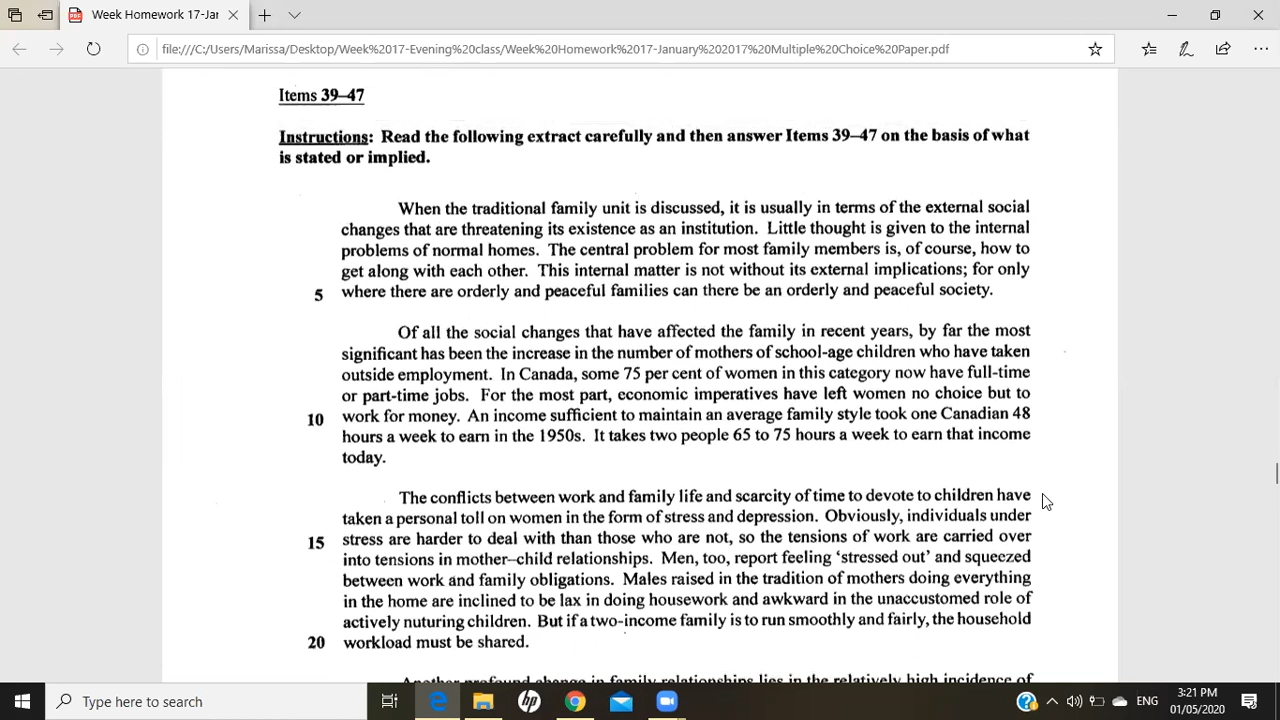 Week Homework 17-Jar
file:///C:/Users/Marissa/Desktop/Week%2017-Evening%20class/Week%20Homework%2017-January%202017%20Multiple%20Choice%20Paper.pdf
Items 39–47
Instructions: Read the following extract carefully and then answer Items 39–47 on the basis of what
is stated or implied.
When the traditional family unit is discussed, it is usually in terms of the external social
changes that are threatening its existence as an institution. Little thought is given to the internal
problems of normal homes. The central problem for most family members is, of course, how to
get along with each other. This internal matter is not without its external implications; for only
5 where there are orderly and peaceful families can there be an orderly and peaceful society.
Of all the social changes that have affected the family in recent years, by far the most
significant has been the increase in the number of mothers of school-age children who have taken
outside employment. In Canada, some 75 per cent of women in this category now have full-time
or part-time jobs. For the most part, economic imperatives have left women no choice but to
10 work for money. An income sufficient to maintain an average family style took one Canadian 48
hours a week to earn in the 1950s. It takes two people 65 to 75 hours a week to earn that income
today.
The conflicts between work and family life and scarcity of time to devote to children have
taken a personal toll on women in the form of stress and depression. Obviously, individuals under
15 stress are harder to deal with than those who are not, so the tensions of work are carried over
into tensions in mother–child relationships. Men, too, report feeling ‘stressed out’ and squeezed
between work and family obligations. Males raised in the tradition of mothers doing everything
in the home are inclined to be lax in doing housework and awkward in the unaccustomed role of
actively nuturing children. But if a two-income family is to run smoothly and fairly, the household
20 workload must be shared.
Another profound change in family relationships lies in the relatively high incidence of
Type here to search
ENG
3:21 PM
01/05/2020